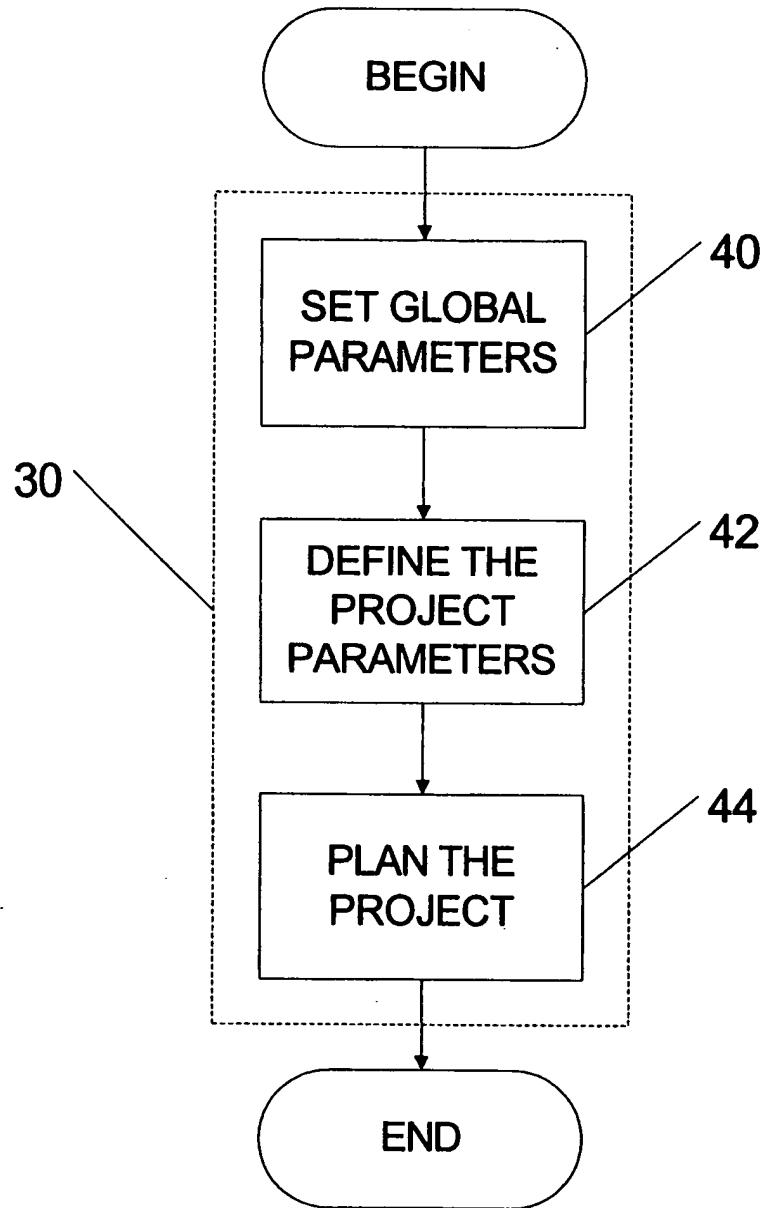 BEGIN
SET GLOBAL
PARAMETERS
40
30
DEFINE THE
PROJECT
PARAMETERS
42
PLAN THE
PROJECT
44
END